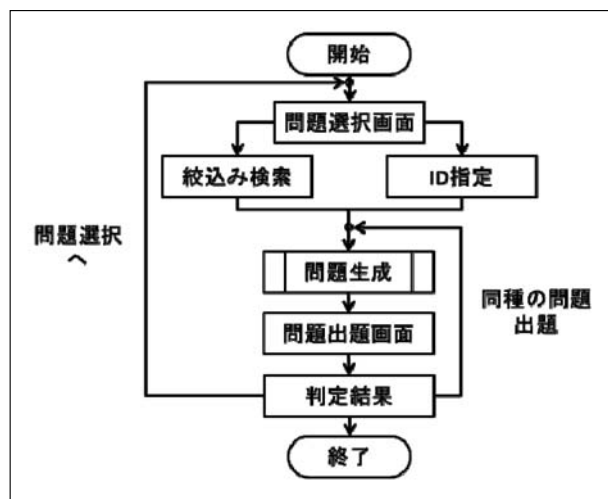 開始
問題選択画面
絞込み検索
ID指定
問題選択
へ
問題生成
同種の問題
出題
問題出題画面
判定結果
終了